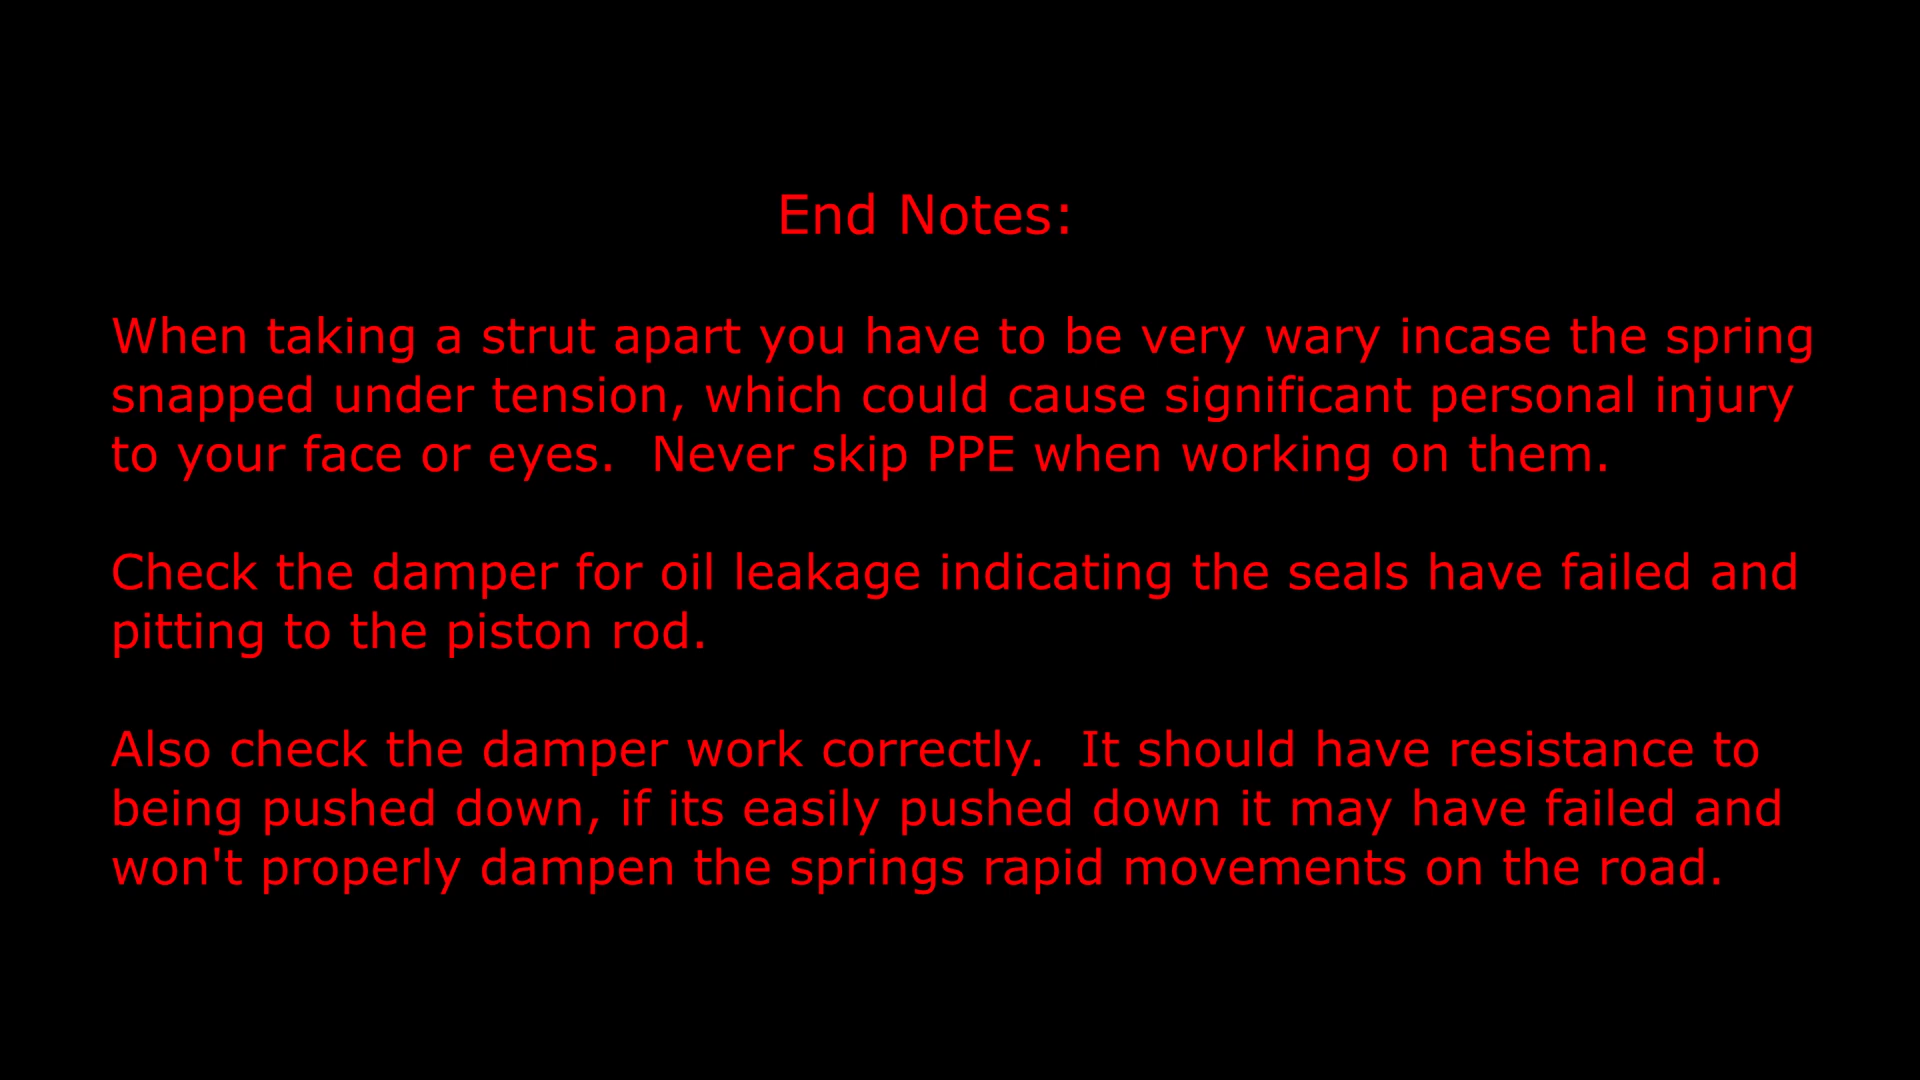 End Notes:
When taking a strut apart you have to be very wary incase the spring
snapped under tension, which could cause significant personal injury
to your face or eyes.  Never skip PPE when working on them.
Check the damper for oil leakage indicating the seals have failed and
pitting to the piston rod.
Also check the damper work correctly.  It should have resistance to
being pushed down, if its easily pushed down it may have failed and
won't properly dampen the springs rapid movements on the road.